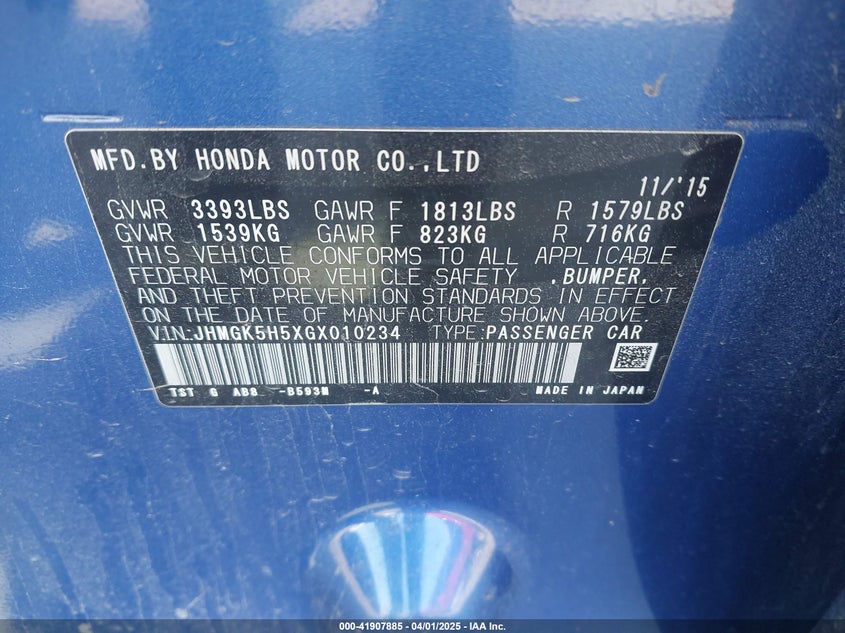 MFD.BY HONDA MOTOR CO.,LTD
11/'15
GVWR 3393LBS GAWR F 1813LBS R 1579LBS
GVWR 1539KG GAWR F 823KG R 716KG
THIS VEHICLE CONFORMS TO ALL APPLICABLE
FEDERAL MOTOR VEHICLE SAFETY ,BUMPER,
AND THEFT PREVENTION STANDARDS IN EFFECT
ON THE DATE OF MANUFACTURE SHOWN ABOVE.
VIN:JHMGK5H5XGX010234 TYPE:PASSENGER CAR
TST G AB8 -B593M -A MADE IN JAPAN
000-41907885 - 04/01/2025 - IAA Inc.